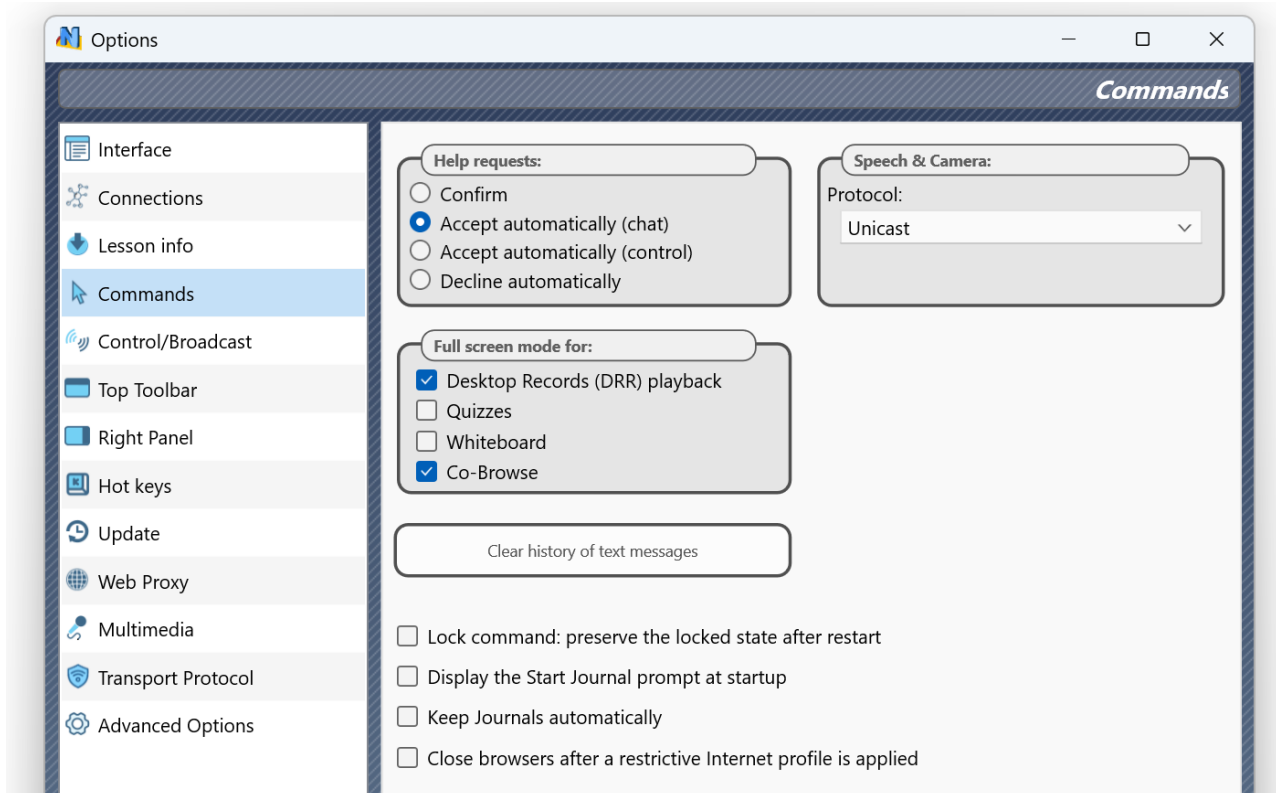 Options
Commands
Interface
Connections
Lesson info
Commands
Control/Broadcast
Top Toolbar
Right Panel
Hot keys
Update
Web Proxy
Multimedia
Transport Protocol
Advanced Options
Help requests:
Confirm
Accept automatically (chat)
Accept automatically (control)
Decline automatically
Speech & Camera:
Protocol:
Unicast
Full screen mode for:
Desktop Records (DRR) playback
Quizzes
Whiteboard
Co-Browse
Clear history of text messages
Lock command: preserve the locked state after restart
Display the Start Journal prompt at startup
Keep Journals automatically
Close browsers after a restrictive Internet profile is applied